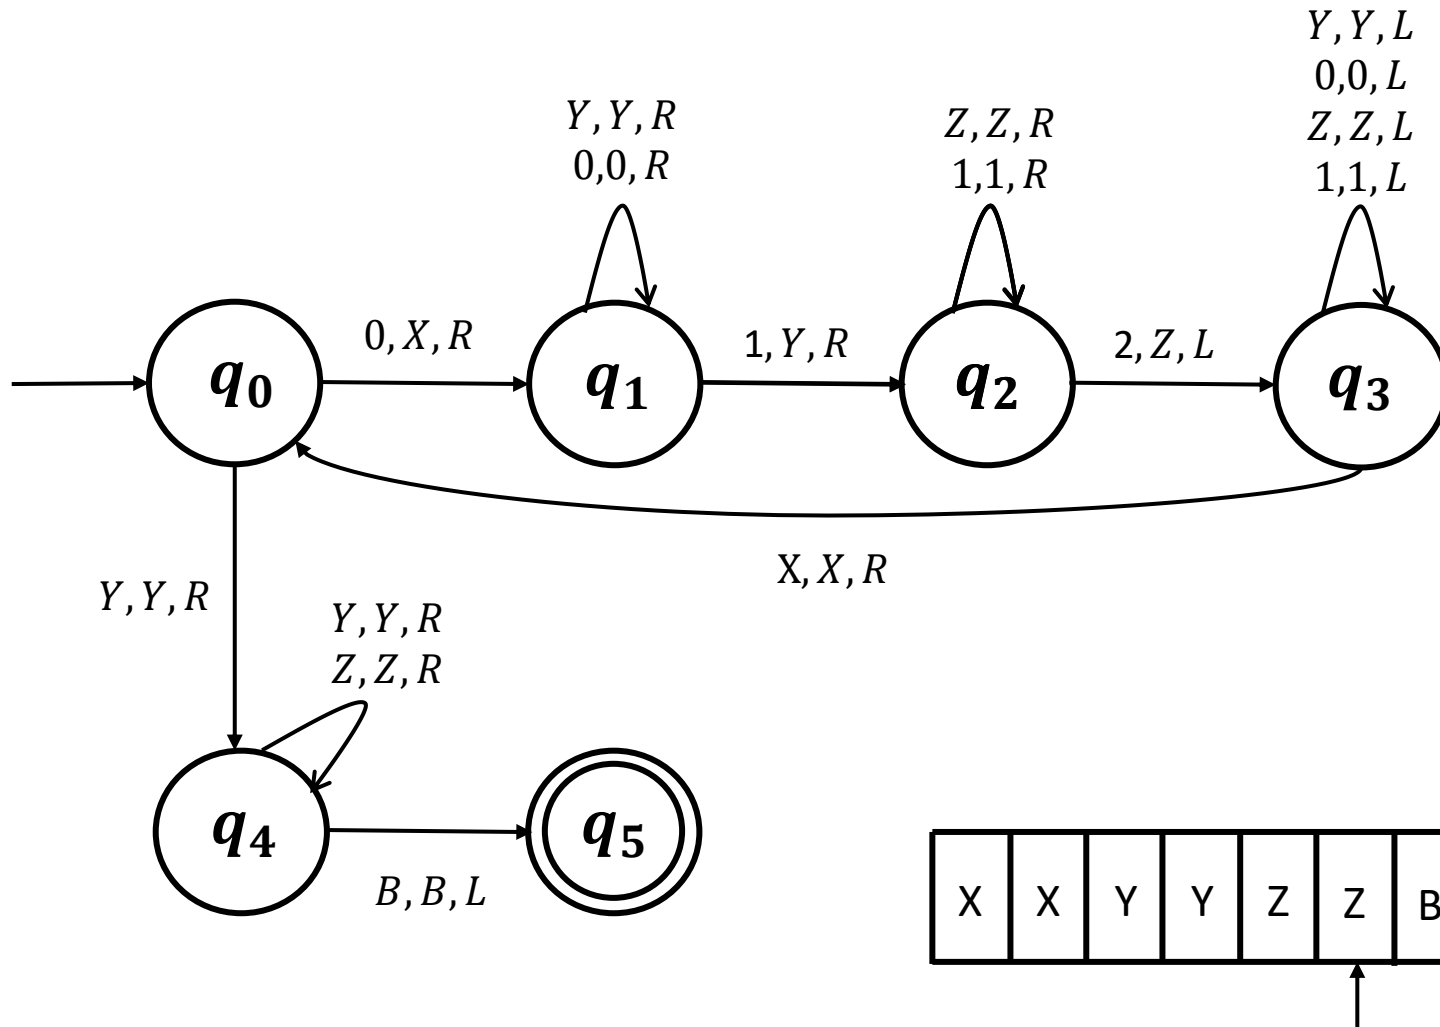 Y, Y, L
0,0, L
Z, Z, L
1,1, L
Y, Y, R
0,0, R
Z, Z, R
1,1, R
0, X, R
1, Y, R
2, Z, L
q0
q1
q2
q3
X, X, R
Y, Y, R
Y, Y, R
Z, Z, R
q4
q5
B, B, L
X X Y Y Z Z B